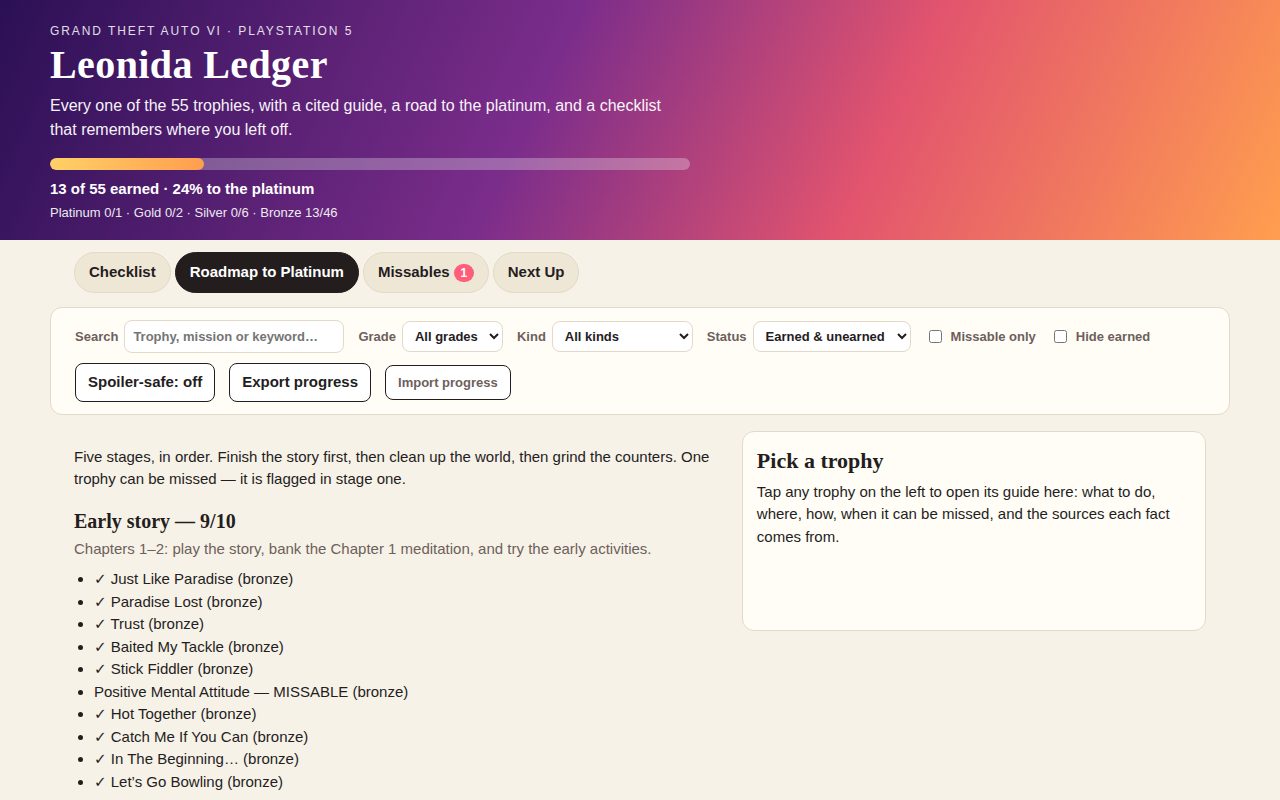 GRAND THEFT AUTO VI · PLAYSTATION 5
Leonida Ledger
Every one of the 55 trophies, with a cited guide, a road to the platinum, and a checklist
that remembers where you left off.
13 of 55 earned · 24% to the platinum
Platinum 0/1 · Gold 0/2 · Silver 0/6 · Bronze 13/46
Checklist Roadmap to Platinum Missables 1 Next Up
Search Trophy, mission or keyword… Grade All grades Kind All kinds Status Earned & unearned Missable only Hide earned
Spoiler-safe: off Export progress Import progress
Five stages, in order. Finish the story first, then clean up the world, then grind the counters. One
trophy can be missed — it is flagged in stage one.
Early story — 9/10
Chapters 1–2: play the story, bank the Chapter 1 meditation, and try the early activities.
• ✓ Just Like Paradise (bronze)
• ✓ Paradise Lost (bronze)
• ✓ Trust (bronze)
• ✓ Baited My Tackle (bronze)
• ✓ Stick Fiddler (bronze)
• Positive Mental Attitude — MISSABLE (bronze)
• ✓ Hot Together (bronze)
• ✓ Catch Me If You Can (bronze)
• ✓ In The Beginning… (bronze)
• ✓ Let's Go Bowling (bronze)
Pick a trophy
Tap any trophy on the left to open its guide here: what to do,
where, how, when it can be missed, and the sources each fact
comes from.